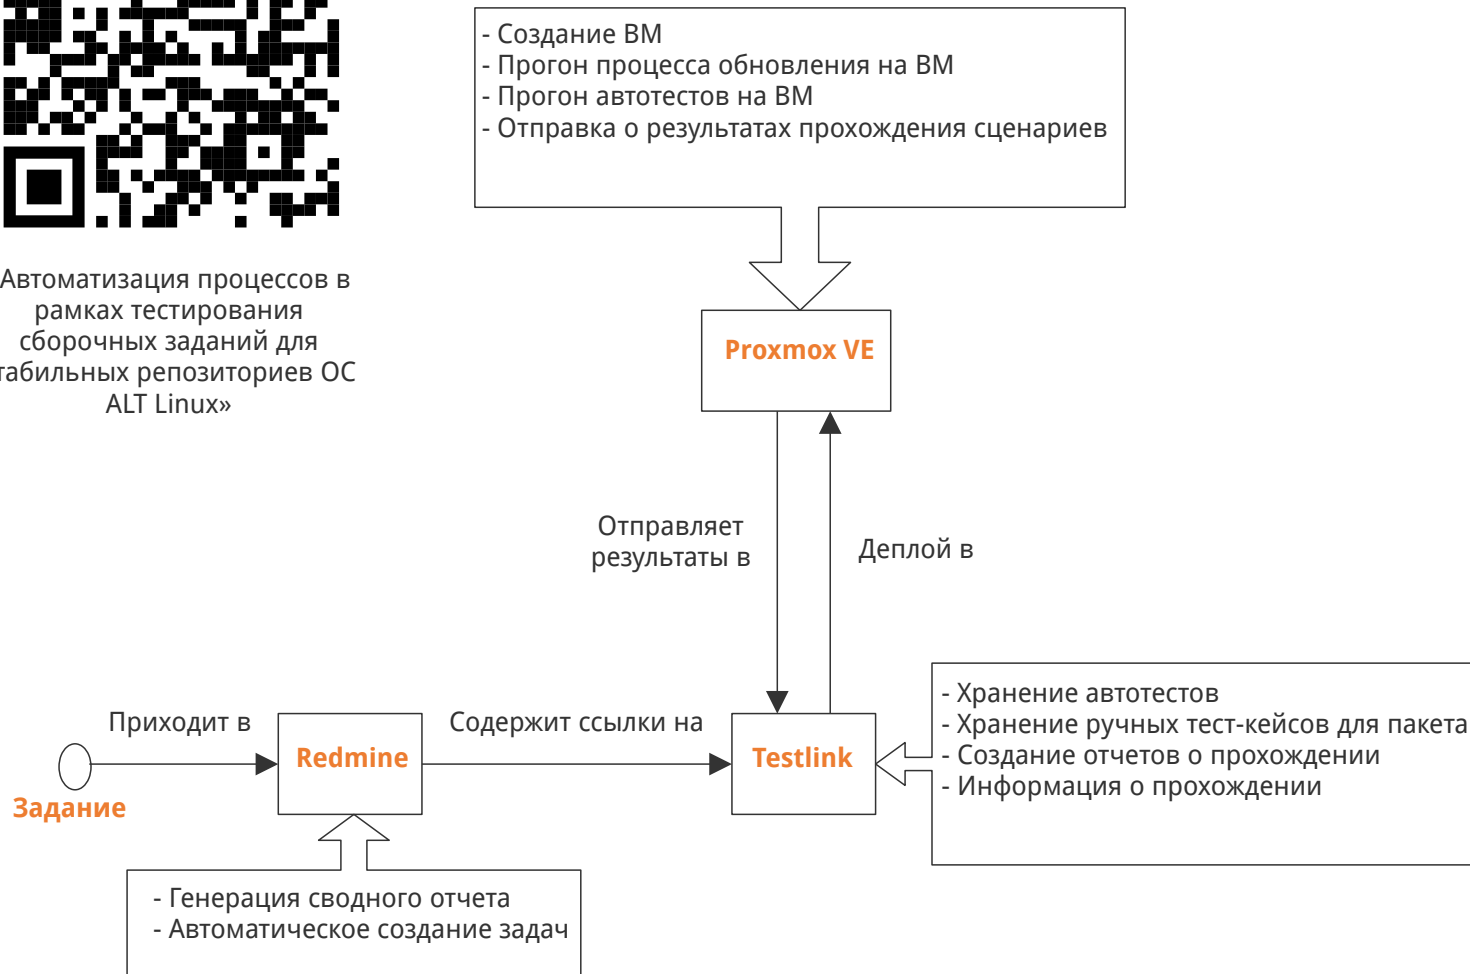 - Создание ВМ
- Прогон процесса обновления на ВМ
- Прогон автотестов на ВМ
- Отправка о результатах прохождения сценариев
Автоматизация процессов в
рамках тестирования
сборочных заданий для
табильных репозиториев ОС
ALT Linux»
Proxmox VE
Отправляет
результаты в
Деплой в
Приходит в
Задание
Redmine
Содержит ссылки на
Testlink
- Хранение автотестов
- Хранение ручных тест-кейсов для пакета
- Создание отчетов о прохождении
- Информация о прохождении
- Генерация сводного отчета
- Автоматическое создание задач